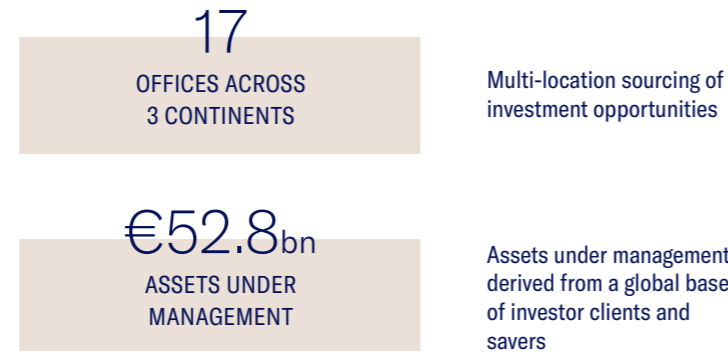 17
OFFICES ACROSS
3 CONTINENTS
Multi-location sourcing of
investment opportunities
€52.8bn
ASSETS UNDER
MANAGEMENT
Assets under management
derived from a global base
of investor clients and
savers